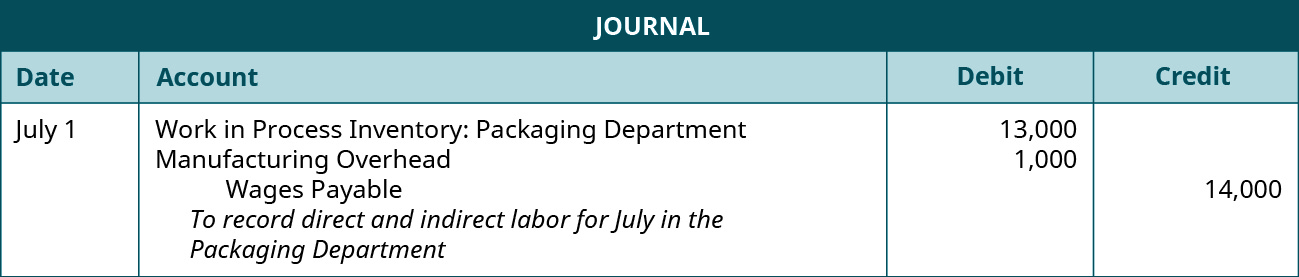 JOURNAL
Date Account Debit Credit
July 1 Work in Process Inventory: Packaging Department 13,000
Manufacturing Overhead 1,000
Wages Payable 14,000
To record direct and indirect labor for July in the
Packaging Department